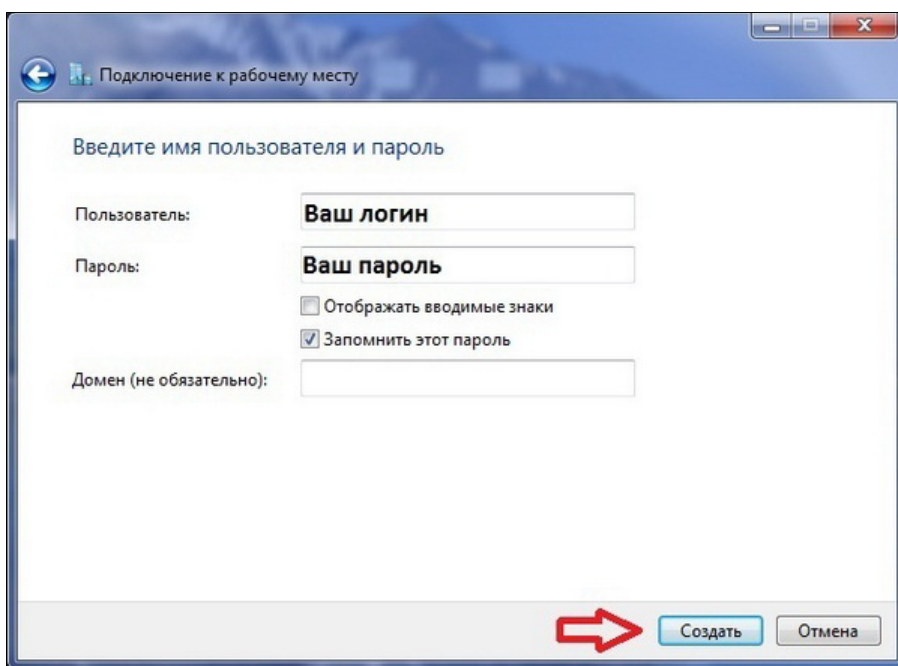 Подключение к рабочему месту
Введите имя пользователя и пароль
Пользователь: Ваш логин
Пароль: Ваш пароль
Отображать вводимые знаки
Запомнить этот пароль
Домен (не обязательно):
Создать Отмена